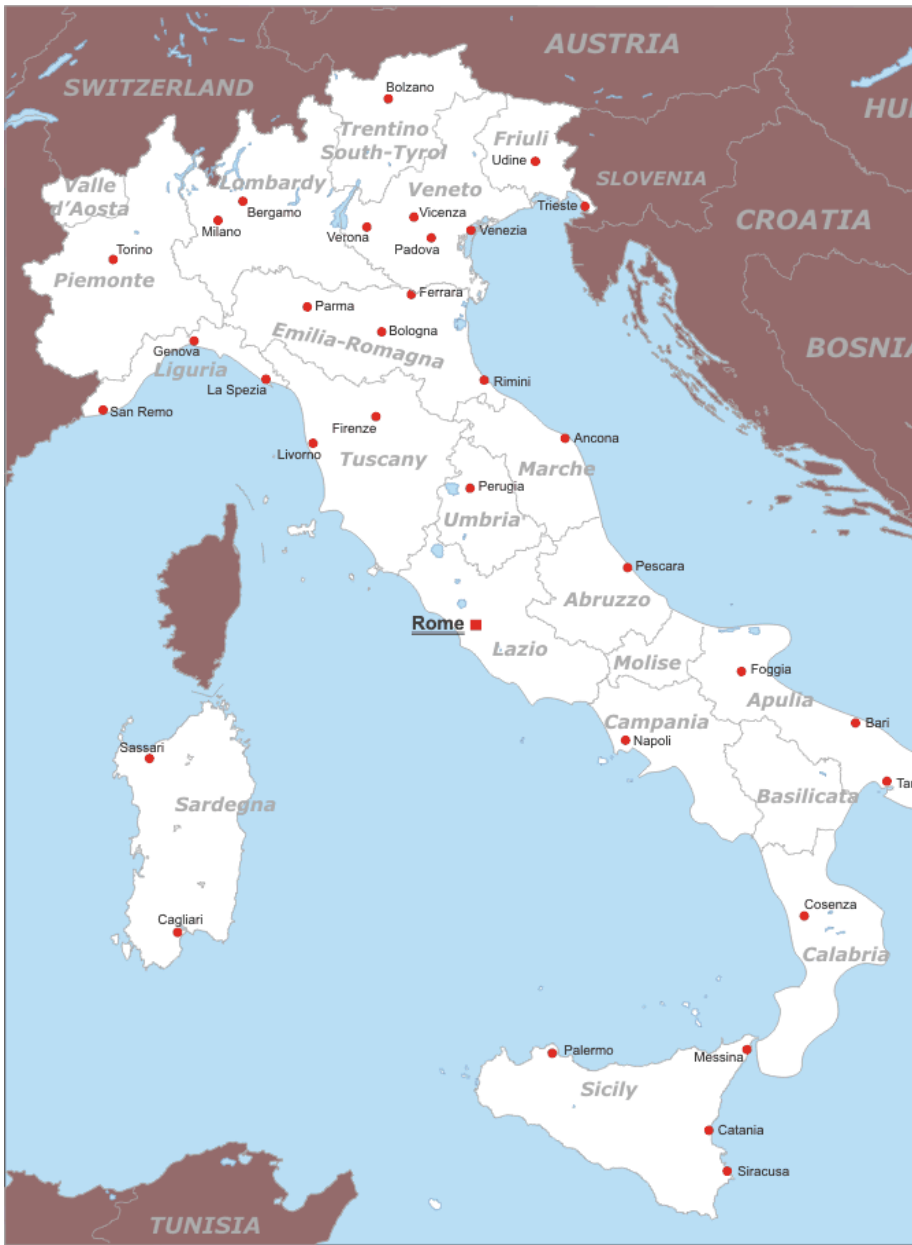 AUSTRIA
SWITZERLAND
Bolzano
HUN
Trentino
South-Tyrol
Friuli
Udine
SLOVENIA
Valle
d'Aosta
Lombardy
Bergamo
Milano
Veneto
Vicenza
Verona
Padova
Venezia
Trieste
CROATIA
Torino
Piemonte
Ferrara
Parma
Bologna
Emilia-Romagna
BOSNIA
Genova
Liguria
La Spezia
Rimini
San Remo
Firenze
Livorno
Tuscany
Ancona
Marche
Perugia
Umbria
Pescara
Abruzzo
Rome
Lazio
Molise
Foggia
Apulia
Campania
Napoli
Bari
Sassari
Sardegna
Basilicata
Tar
Cagliari
Cosenza
Calabria
Palermo
Messina
Sicily
Catania
Siracusa
TUNISIA